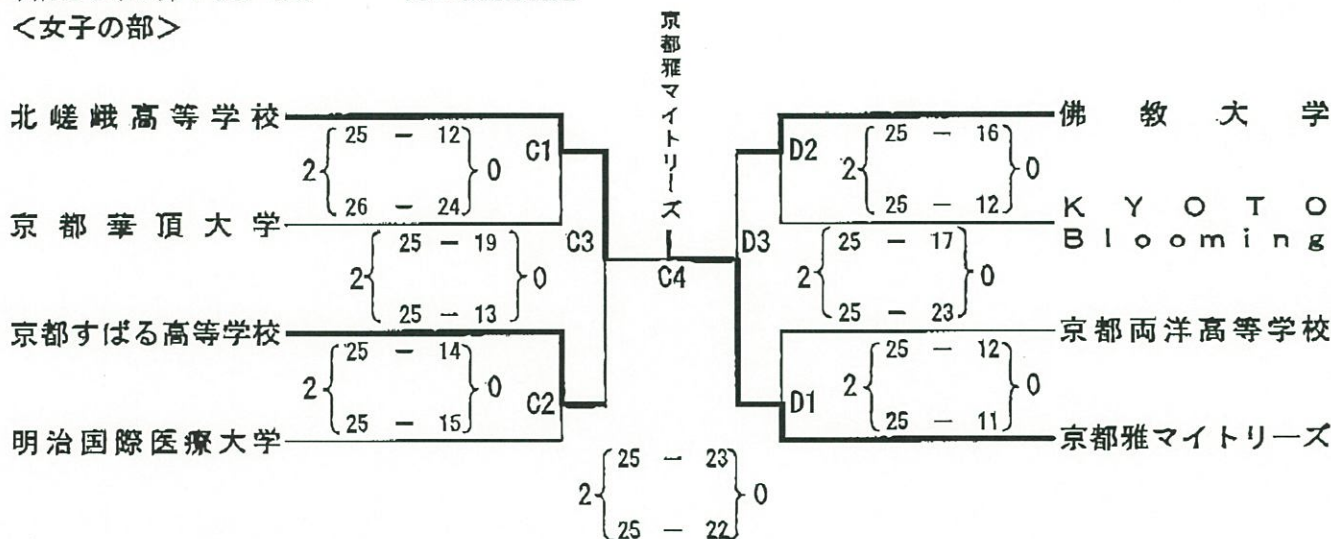 <女子の部>
京都雅マイトリーズ
北嵯峨高等学校
2 25 - 12 0
26 - 24
C1
京都華頂大学
C3
2 25 - 19 0
25 - 13
京都すばる高等学校
2 25 - 14 0
25 - 15
C2
明治国際医療大学
C4
2 25 - 23 0
25 - 22
佛教大学
D2
2 25 - 16 0
25 - 12
KYOTO
Blooming
D3
2 25 - 17 0
25 - 23
京都両洋高等学校
D1
2 25 - 12 0
25 - 11
京都雅マイトリーズ